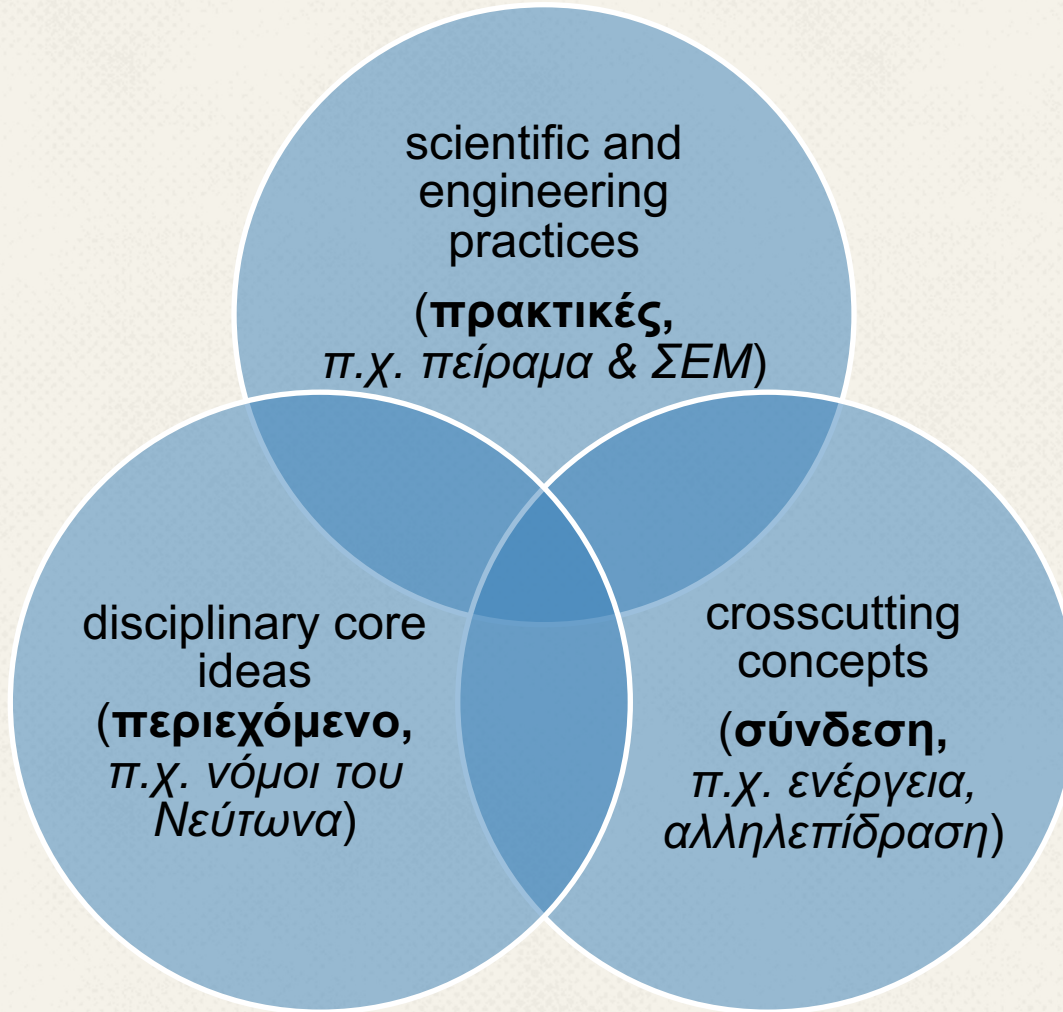 scientific and
engineering
practices
(πρακτικές,
π.χ. πείραμα & ΣΕΜ)
disciplinary core
ideas
(περιεχόμενο,
π.χ. νόμοι του
Νεύτωνα)
crosscutting
concepts
(σύνδεση,
π.χ. ενέργεια,
αλληλεπίδραση)